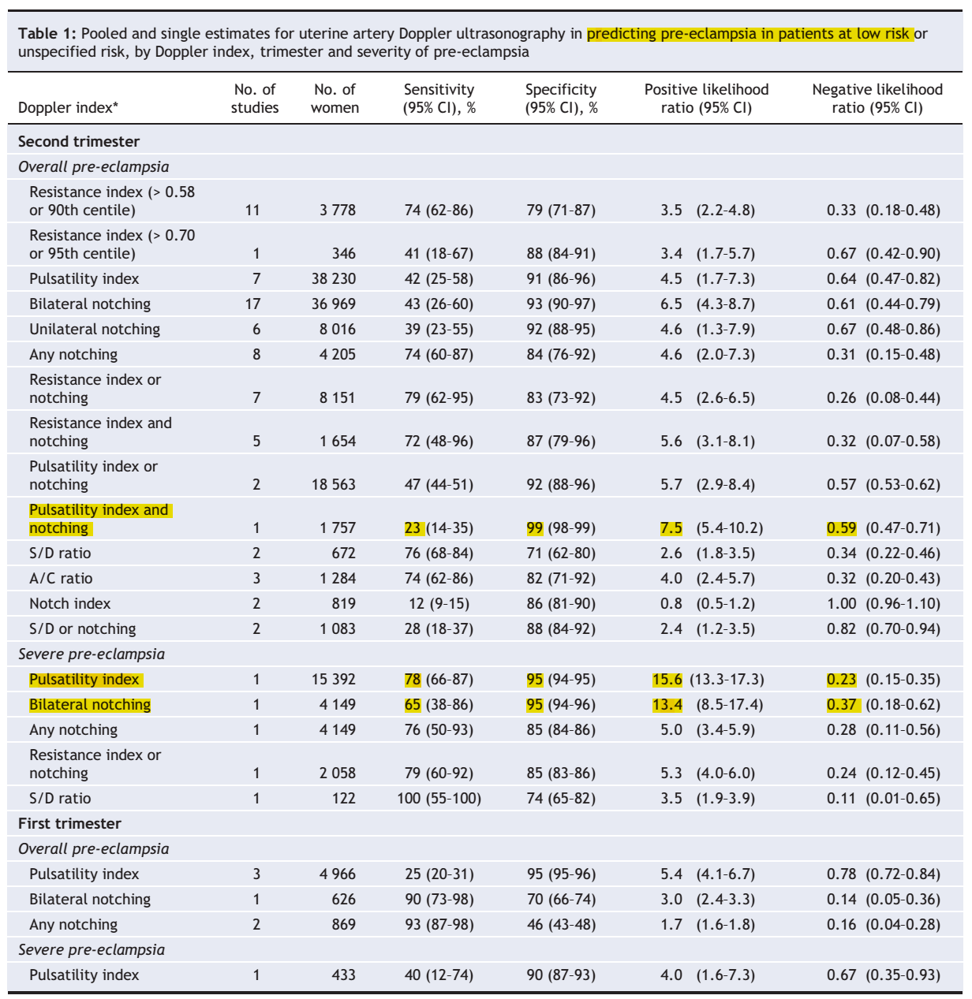 Table 1: Pooled and single estimates for uterine artery Doppler ultrasonography in predicting pre-eclampsia in patients at low risk or
unspecified risk, by Doppler index, trimester and severity of pre-eclampsia
Doppler index* No. of studies No. of women Sensitivity (95% CI), % Specificity (95% CI), % Positive likelihood ratio (95% CI) Negative likelihood ratio (95% CI)
Second trimester
Overall pre-eclampsia
Resistance index (> 0.58
or 90th centile) 11 3 778 74 (62–86) 79 (71–87) 3.5 (2.2–4.8) 0.33 (0.18–0.48)
Resistance index (> 0.70
or 95th centile) 1 346 41 (18–67) 88 (84–91) 3.4 (1.7–5.7) 0.67 (0.42–0.90)
Pulsatility index 7 38 230 42 (25–58) 91 (86–96) 4.5 (1.7–7.3) 0.64 (0.47–0.82)
Bilateral notching 17 36 969 43 (26–60) 93 (90–97) 6.5 (4.3–8.7) 0.61 (0.44–0.79)
Unilateral notching 6 8 016 39 (23–55) 92 (88–95) 4.6 (1.3–7.9) 0.67 (0.48–0.86)
Any notching 8 4 205 74 (60–87) 84 (76–92) 4.6 (2.0–7.3) 0.31 (0.15–0.48)
Resistance index or
notching 7 8 151 79 (62–95) 83 (73–92) 4.5 (2.6–6.5) 0.26 (0.08–0.44)
Resistance index and
notching 5 1 654 72 (48–96) 87 (79–96) 5.6 (3.1–8.1) 0.32 (0.07–0.58)
Pulsatility index or
notching 2 18 563 47 (44–51) 92 (88–96) 5.7 (2.9–8.4) 0.57 (0.53–0.62)
Pulsatility index and
notching 1 1 757 23 (14–35) 99 (98–99) 7.5 (5.4–10.2) 0.59 (0.47–0.71)
S/D ratio 2 672 76 (68–84) 71 (62–80) 2.6 (1.8–3.5) 0.34 (0.22–0.46)
A/C ratio 3 1 284 74 (62–86) 82 (71–92) 4.0 (2.4–5.7) 0.32 (0.20–0.43)
Notch index 2 819 12 (9–15) 86 (81–90) 0.8 (0.5–1.2) 1.00 (0.96–1.10)
S/D or notching 2 1 083 28 (18–37) 88 (84–92) 2.4 (1.2–3.5) 0.82 (0.70–0.94)
Severe pre-eclampsia
Pulsatility index 1 15 392 78 (66–87) 95 (94–95) 15.6 (13.3–17.3) 0.23 (0.15–0.35)
Bilateral notching 1 4 149 65 (38–86) 95 (94–96) 13.4 (8.5–17.4) 0.37 (0.18–0.62)
Any notching 1 4 149 76 (50–93) 85 (84–86) 5.0 (3.4–5.9) 0.28 (0.11–0.56)
Resistance index or
notching 1 2 058 79 (60–92) 85 (83–86) 5.3 (4.0–6.0) 0.24 (0.12–0.45)
S/D ratio 1 122 100 (55–100) 74 (65–82) 3.5 (1.9–3.9) 0.11 (0.01–0.65)
First trimester
Overall pre-eclampsia
Pulsatility index 3 4 966 25 (20–31) 95 (95–96) 5.4 (4.1–6.7) 0.78 (0.72–0.84)
Bilateral notching 1 626 90 (73–98) 70 (66–74) 3.0 (2.4–3.3) 0.14 (0.05–0.36)
Any notching 2 869 93 (87–98) 46 (43–48) 1.7 (1.6–1.8) 0.16 (0.04–0.28)
Severe pre-eclampsia
Pulsatility index 1 433 40 (12–74) 90 (87–93) 4.0 (1.6–7.3) 0.67 (0.35–0.93)